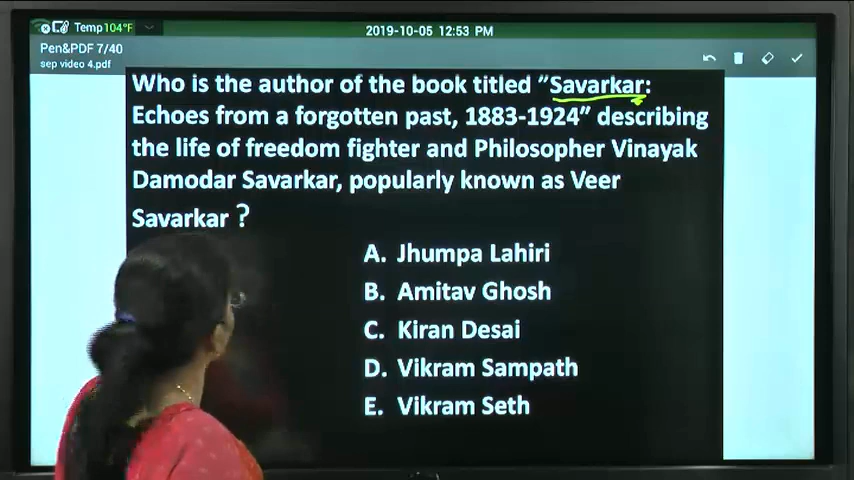 Temp104°F
2019-10-05 12:53 PM
Pen&PDF 7/40
sep video 4.pdf
Who is the author of the book titled "Savarkar:
Echoes from a forgotten past, 1883-1924" describing
the life of freedom fighter and Philosopher Vinayak
Damodar Savarkar, popularly known as Veer
Savarkar ?
A. Jhumpa Lahiri
B. Amitav Ghosh
C. Kiran Desai
D. Vikram Sampath
E. Vikram Seth